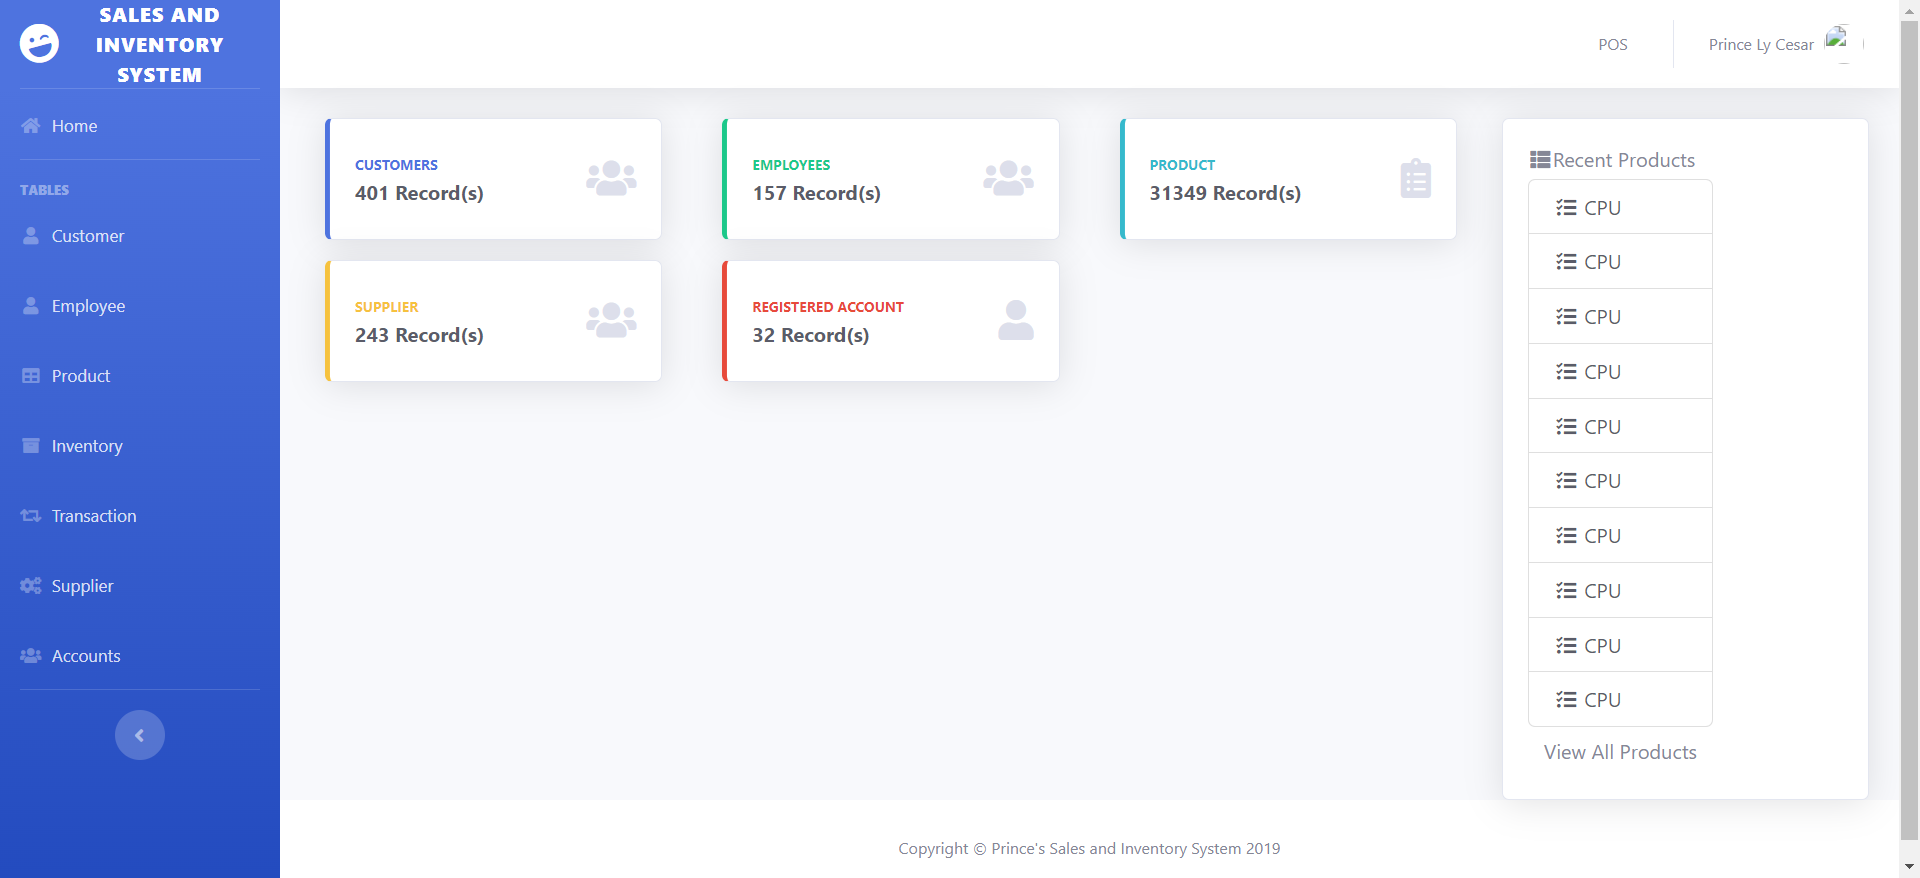 SALES AND
INVENTORY
SYSTEM
Home
TABLES
Customer
Employee
Product
Inventory
Transaction
Supplier
Accounts
POS
Prince Ly Cesar
CUSTOMERS
401 Record(s)
EMPLOYEES
157 Record(s)
PRODUCT
31349 Record(s)
SUPPLIER
243 Record(s)
REGISTERED ACCOUNT
32 Record(s)
Recent Products
CPU
CPU
CPU
CPU
CPU
CPU
CPU
CPU
CPU
CPU
View All Products
Copyright © Prince's Sales and Inventory System 2019